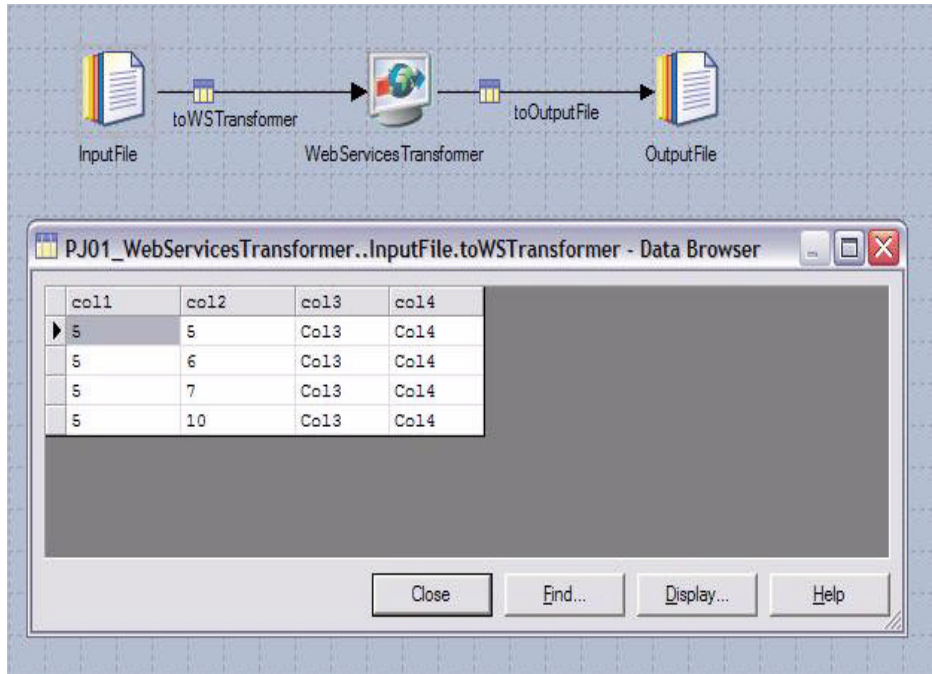 toWSTransformer
toOutputFile
InputFile
WebServicesTransformer
OutputFile
PJ01_WebServicesTransformer..InputFile.toWSTransformer - Data Browser
col1 col2 col3 col4
5 5 Col3 Col4
5 6 Col3 Col4
5 7 Col3 Col4
5 10 Col3 Col4
Close Find... Display... Help